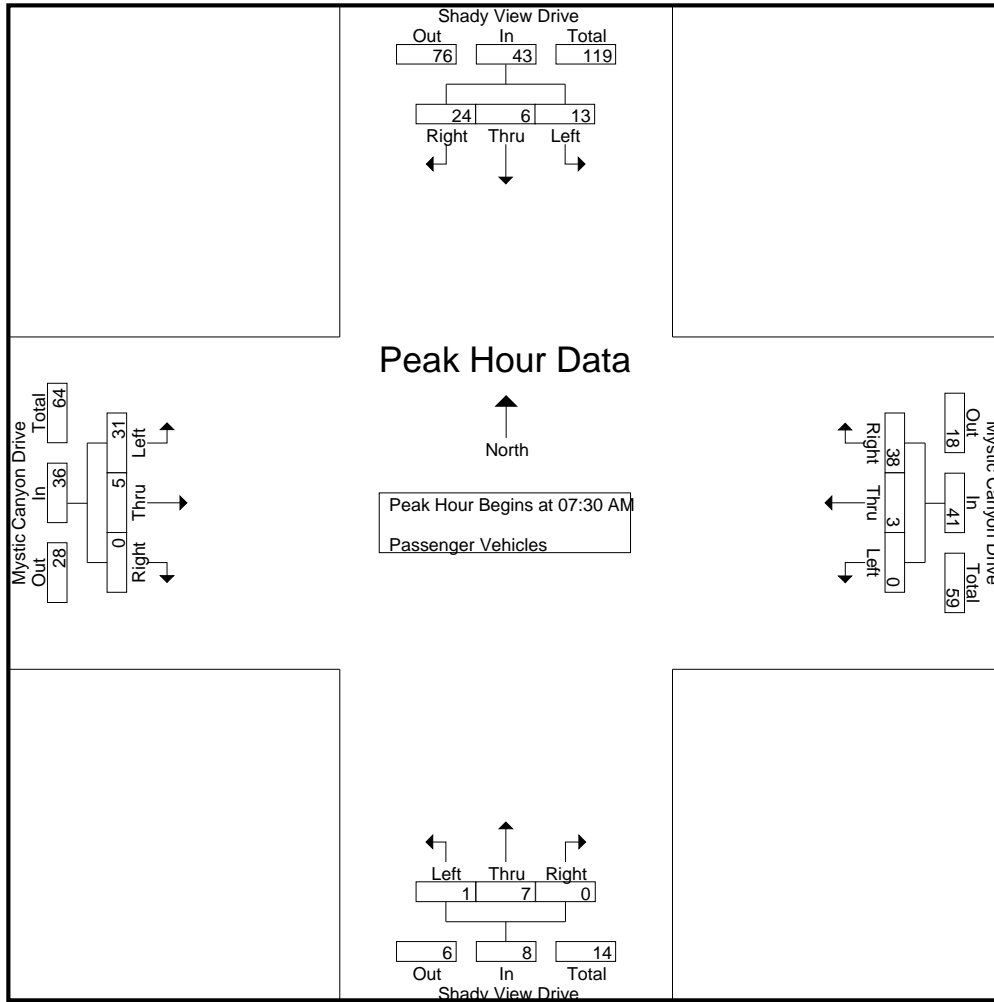 Shady View Drive
Out In Total
76 43 119
24 6 13
Right Thru Left
Peak Hour Data
North
Peak Hour Begins at 07:30 AM
Passenger Vehicles
Mystic Canyon Drive
Total In Out
64 36 28
31 5 0
Left Thru Right
Right Thru Left
38 3 0
18 41 59
Out In Total
Mystic Canyon Drive
Left Thru Right
1 7 0
6 8 14
Out In Total
Shady View Drive